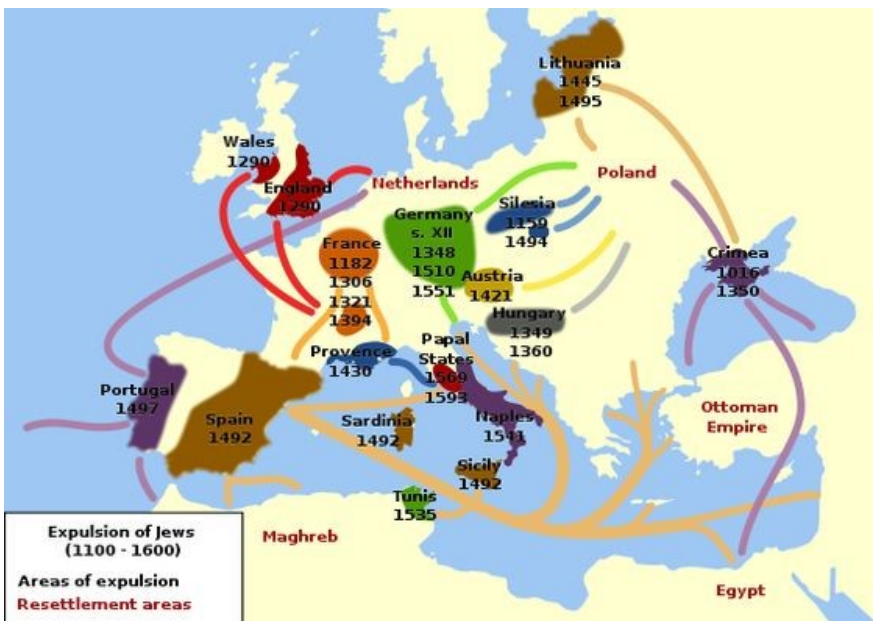 Lithuania
1445
1495
Wales
1290
England
1290
Netherlands
Poland
Germany
s. XII
1348
1510
1551
Silesia
1159
1494
France
1182
1306
1321
1394
Austria
1421
Crimea
1016
1350
Hungary
1349
1360
Provence
1430
Papal
States
1569
1593
Portugal
1497
Spain
1492
Sardinia
1492
Naples
1541
Ottoman
Empire
Sicily
1492
Tunis
1535
Maghreb
Egypt
Expulsion of Jews
(1100 - 1600)
Areas of expulsion
Resettlement areas